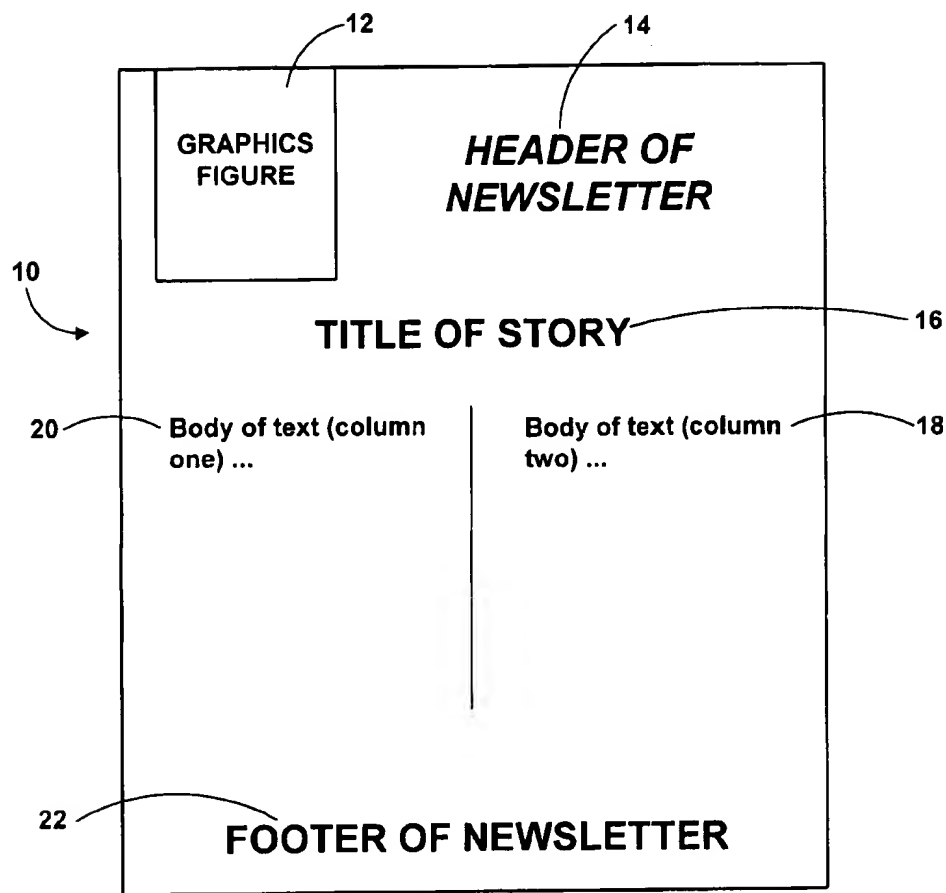 12
14
GRAPHICS
FIGURE
HEADER OF
NEWSLETTER
10
TITLE OF STORY
16
20
Body of text (column
one) ...
Body of text (column
two) ...
18
22
FOOTER OF NEWSLETTER